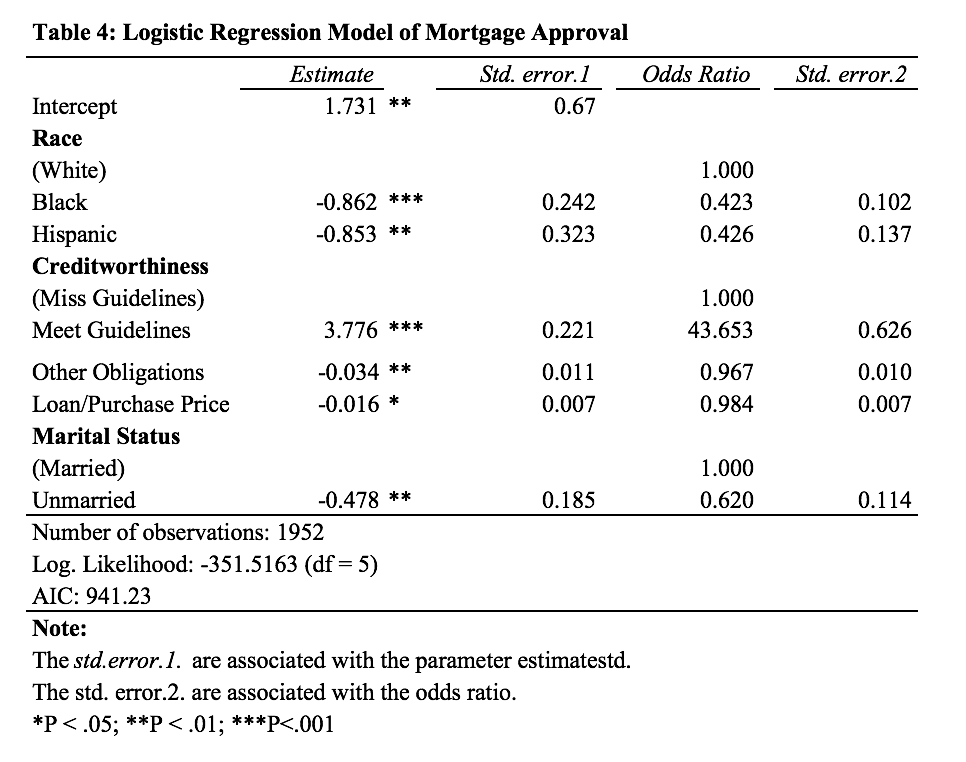 Table 4: Logistic Regression Model of Mortgage Approval
Estimate Std. error.1 Odds Ratio Std. error.2
Intercept 1.731 ** 0.67
Race
(White) 1.000
Black -0.862 *** 0.242 0.423 0.102
Hispanic -0.853 ** 0.323 0.426 0.137
Creditworthiness
(Miss Guidelines) 1.000
Meet Guidelines 3.776 *** 0.221 43.653 0.626
Other Obligations -0.034 ** 0.011 0.967 0.010
Loan/Purchase Price -0.016 * 0.007 0.984 0.007
Marital Status
(Married) 1.000
Unmarried -0.478 ** 0.185 0.620 0.114
Number of observations: 1952
Log. Likelihood: -351.5163 (df = 5)
AIC: 941.23
Note:
The std.error.1. are associated with the parameter estimatestd.
The std. error.2. are associated with the odds ratio.
*P < .05; **P < .01; ***P<.001